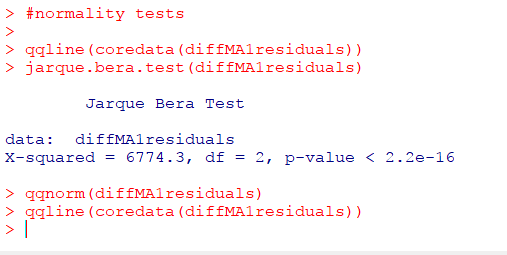 > #normality tests
>
> qqline(coredata(diffMA1residuals))
> jarque.bera.test(diffMA1residuals)
Jarque Bera Test
data:  diffMA1residuals
X-squared = 6774.3, df = 2, p-value < 2.2e-16
> qqnorm(diffMA1residuals)
> qqline(coredata(diffMA1residuals))
>